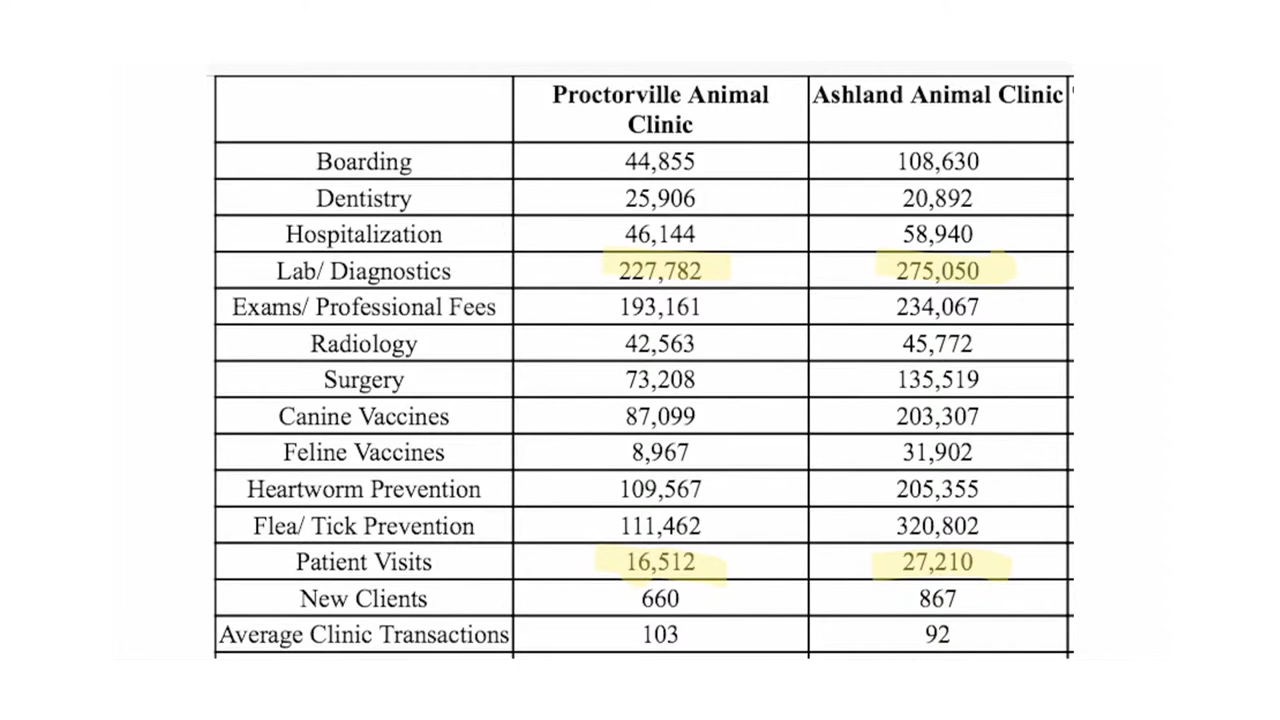 Proctorville Animal Clinic Ashland Animal Clinic
Boarding 44,855 108,630
Dentistry 25,906 20,892
Hospitalization 46,144 58,940
Lab/ Diagnostics 227,782 275,050
Exams/ Professional Fees 193,161 234,067
Radiology 42,563 45,772
Surgery 73,208 135,519
Canine Vaccines 87,099 203,307
Feline Vaccines 8,967 31,902
Heartworm Prevention 109,567 205,355
Flea/ Tick Prevention 111,462 320,802
Patient Visits 16,512 27,210
New Clients 660 867
Average Clinic Transactions 103 92